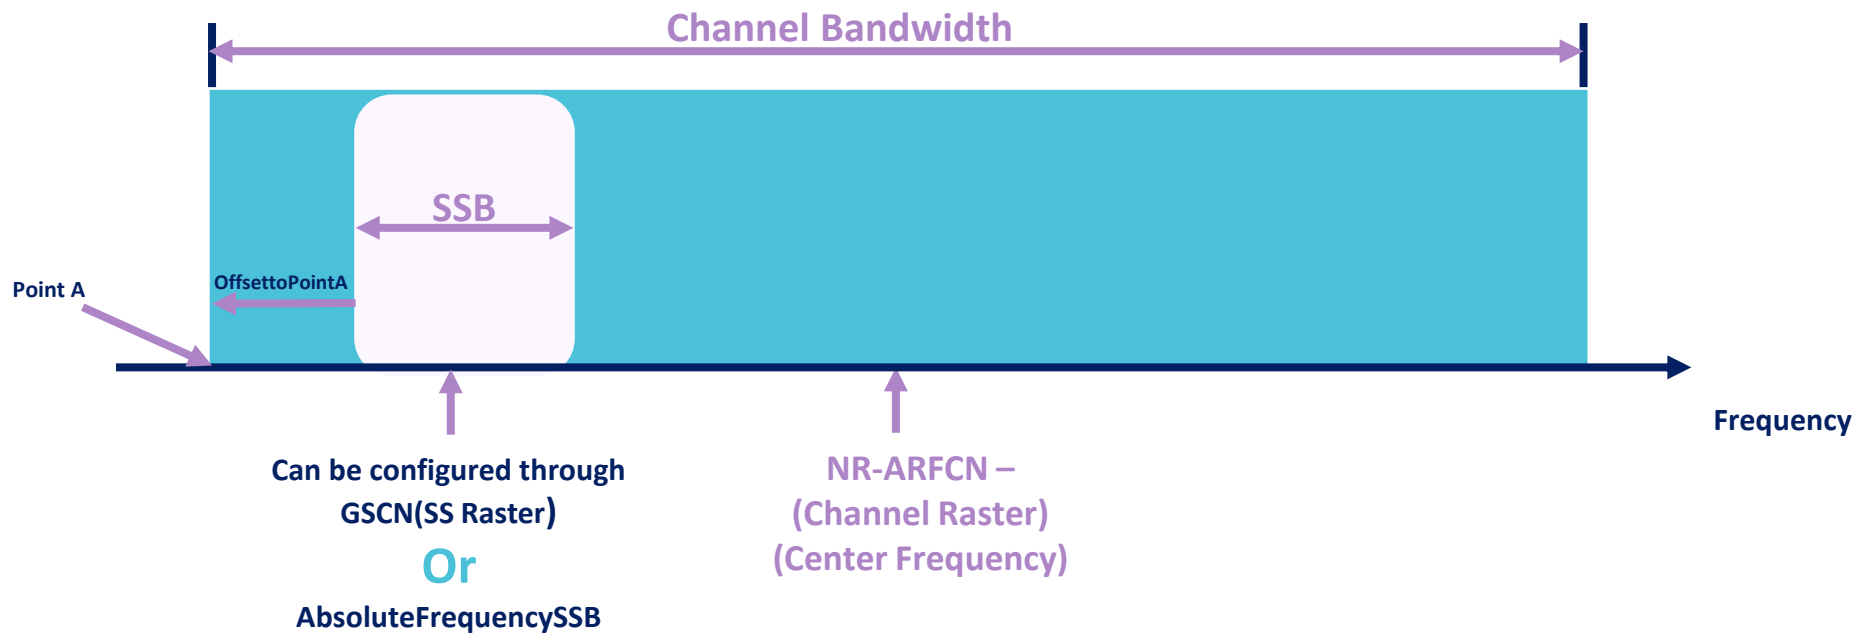 Channel Bandwidth
SSB
OffsettoPointA
Point A
Frequency
Can be configured through
GSCN(SS Raster)
Or
AbsoluteFrequencySSB
NR-ARFCN –
(Channel Raster)
(Center Frequency)